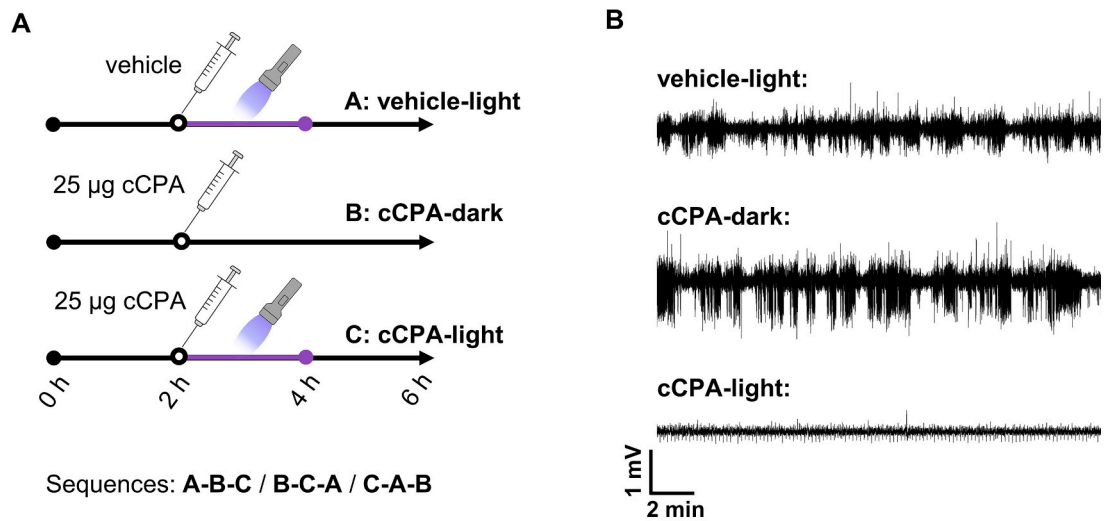 A
vehicle
A: vehicle-light
25 µg cCPA
B: cCPA-dark
25 µg cCPA
C: cCPA-light
0 h
2 h
4 h
6 h
Sequences: A-B-C / B-C-A / C-A-B
B
vehicle-light:
cCPA-dark:
cCPA-light:
1 mV
2 min